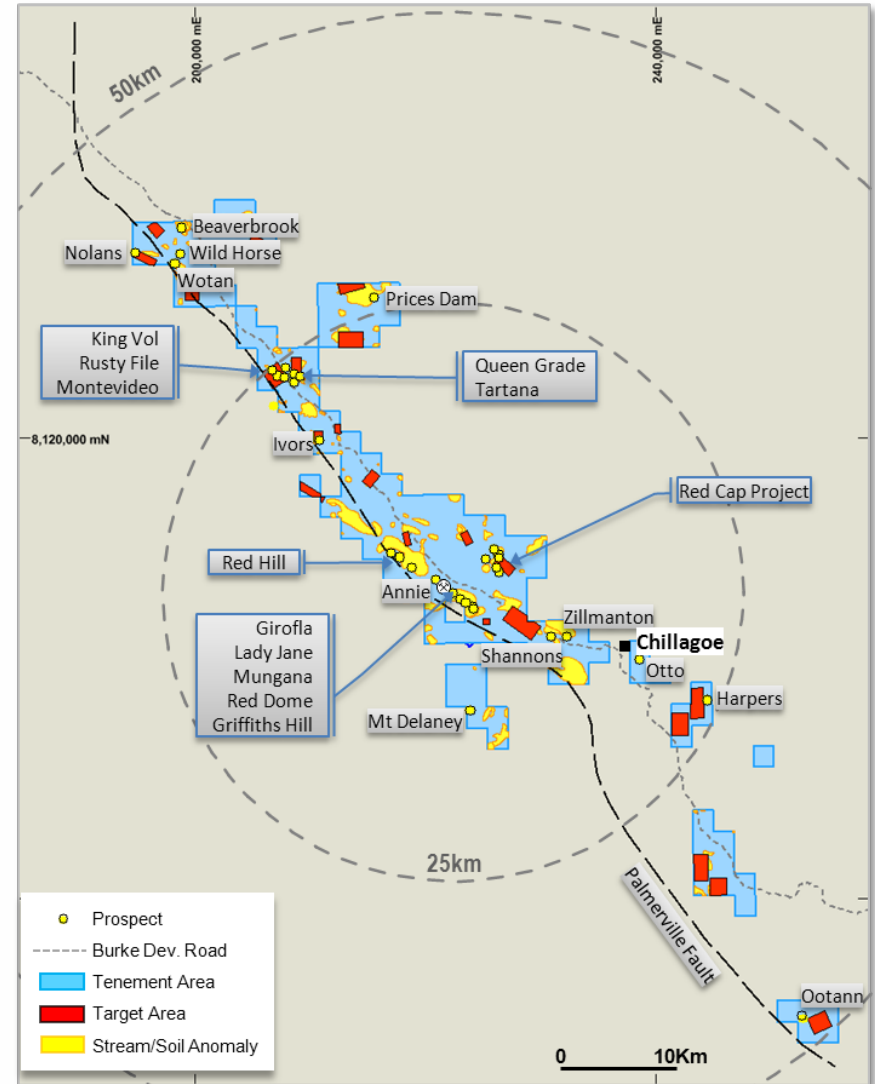 200,000 mE
240,000 mE
50km
Beaverbrook
Nolans
Wild Horse
Wotan
Prices Dam
King Vol
Rusty File
Montevideo
Queen Grade
Tartana
8,120,000 mN
Ivors
Red Cap Project
Red Hill
Annie
Girofla
Lady Jane
Mungana
Red Dome
Griffiths Hill
Zillmanton
Shannons
Chillagoe
Otto
Mt Delaney
Harpers
25km
Palmerville Fault
Prospect
Burke Dev. Road
Tenement Area
Target Area
Stream/Soil Anomaly
Ootann
0 10Km